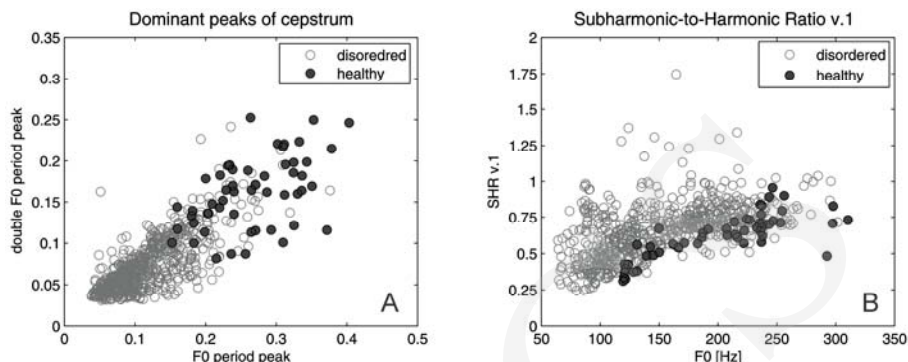 Dominant peaks of cepstrum
0.35
0.3
0.25
0.2
0.15
0.1
0.05
0
double F0 period peak
disoredred
healthy
A
0 0.1 0.2 0.3 0.4 0.5
F0 period peak
Subharmonic-to-Harmonic Ratio v.1
2
1.75
1.5
1.25
1
0.75
0.5
0.25
0
SHR v.1
disordered
healthy
B
50 100 150 200 250 300 350
F0 [Hz]
S